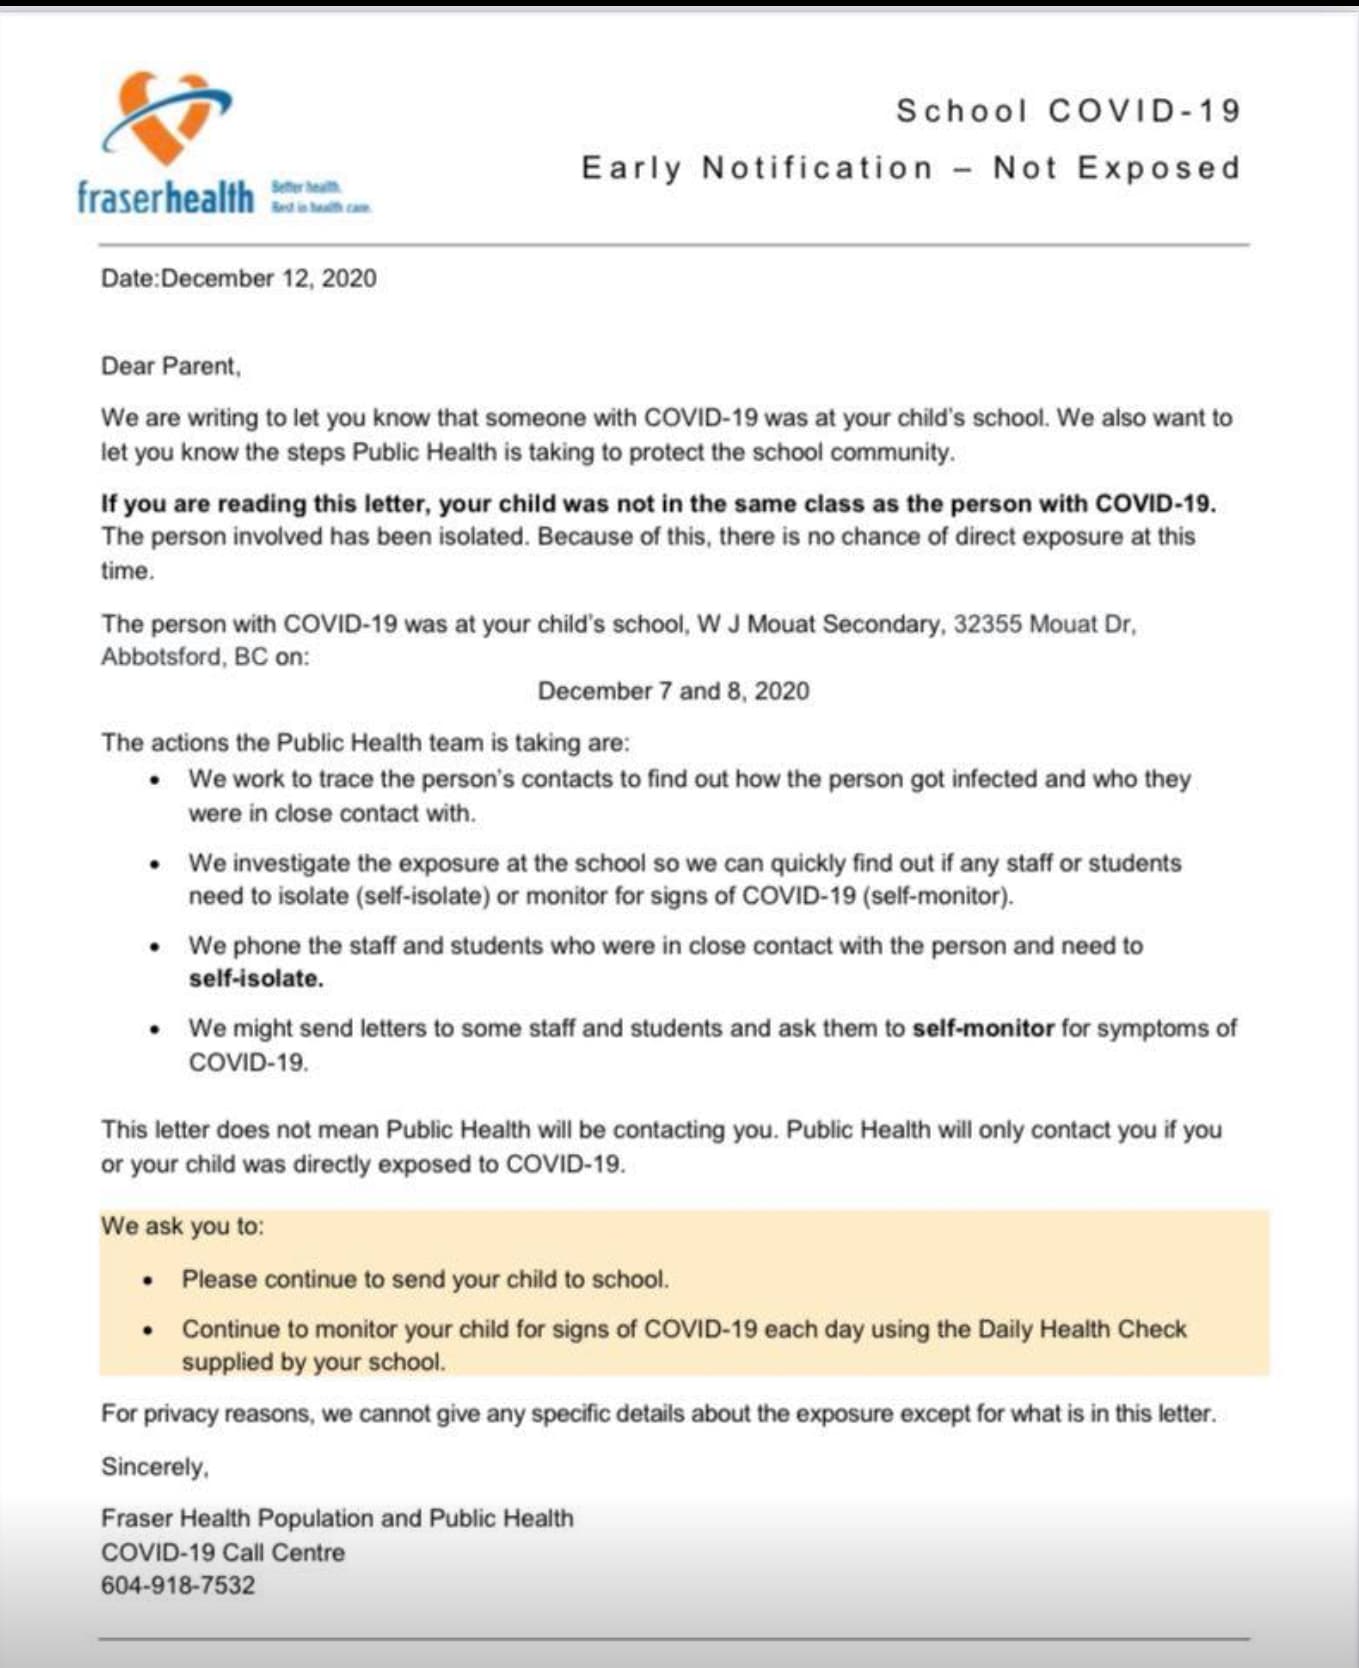 School COVID-19
Early Notification – Not Exposed
fraserhealth
Better health.
Best in health care.
Date:December 12, 2020
Dear Parent,
We are writing to let you know that someone with COVID-19 was at your child's school. We also want to
let you know the steps Public Health is taking to protect the school community.
If you are reading this letter, your child was not in the same class as the person with COVID-19.
The person involved has been isolated. Because of this, there is no chance of direct exposure at this
time.
The person with COVID-19 was at your child's school, W J Mouat Secondary, 32355 Mouat Dr,
Abbotsford, BC on:
December 7 and 8, 2020
The actions the Public Health team is taking are:
• We work to trace the person's contacts to find out how the person got infected and who they
were in close contact with.
• We investigate the exposure at the school so we can quickly find out if any staff or students
need to isolate (self-isolate) or monitor for signs of COVID-19 (self-monitor).
• We phone the staff and students who were in close contact with the person and need to
self-isolate.
• We might send letters to some staff and students and ask them to self-monitor for symptoms of
COVID-19.
This letter does not mean Public Health will be contacting you. Public Health will only contact you if you
or your child was directly exposed to COVID-19.
We ask you to:
• Please continue to send your child to school.
• Continue to monitor your child for signs of COVID-19 each day using the Daily Health Check
supplied by your school.
For privacy reasons, we cannot give any specific details about the exposure except for what is in this letter.
Sincerely,
Fraser Health Population and Public Health
COVID-19 Call Centre
604-918-7532